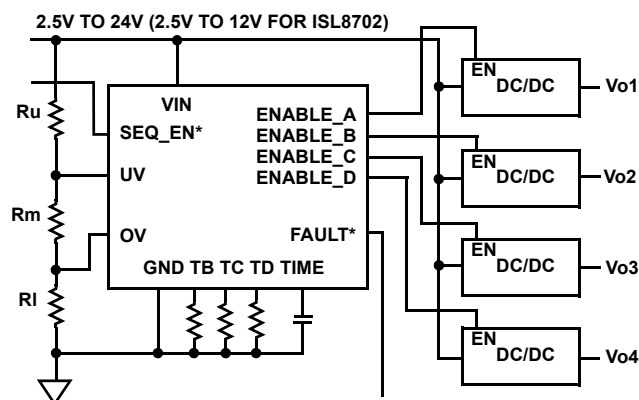 2.5V TO 24V (2.5V TO 12V FOR ISL8702)
EN
DC/DC
Vo1
VIN
Ru
ENABLE_A
SEQ_EN*
ENABLE_B
ENABLE_C
ENABLE_D
EN
DC/DC
Vo2
UV
Rm
OV
FAULT*
EN
DC/DC
Vo3
GND TB TC TD TIME
Rl
EN
DC/DC
Vo4